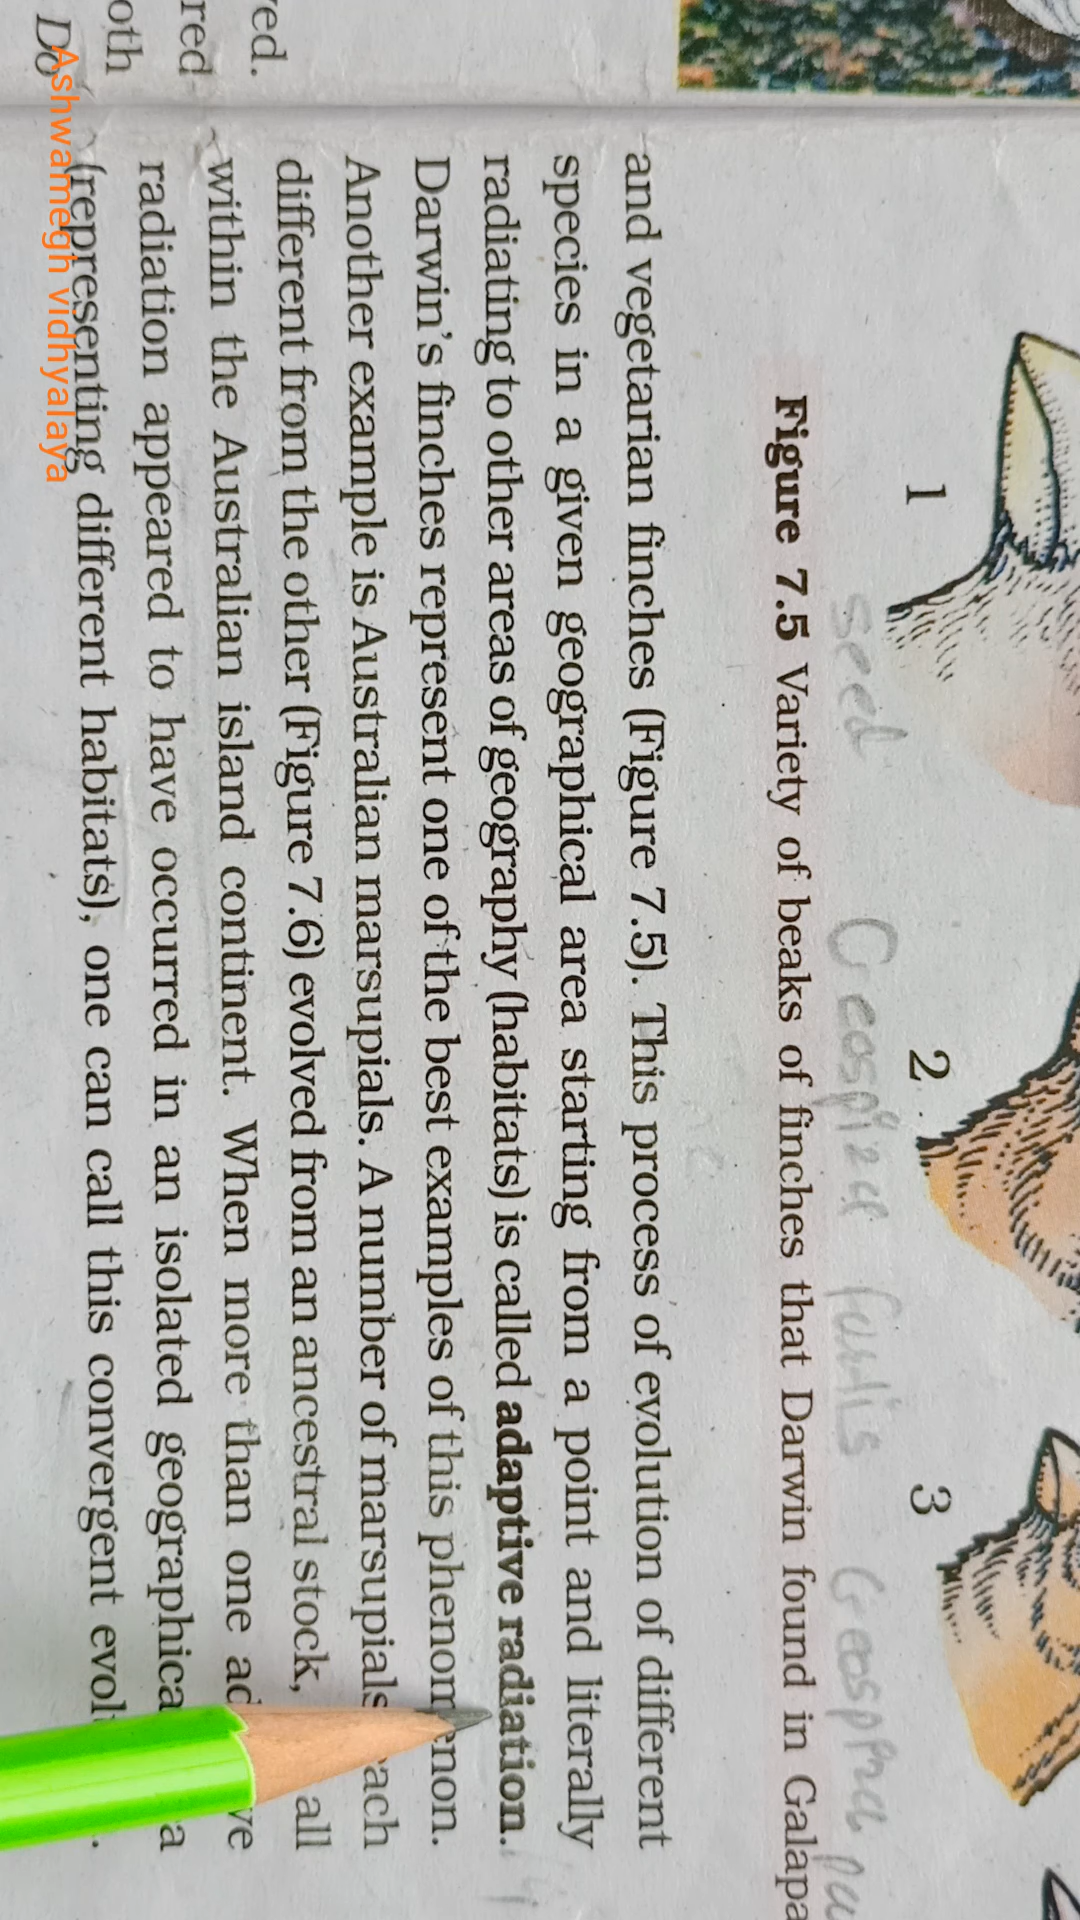 1 2 3
seed
Figure 7.5 Variety of beaks of finches that Darwin found in Galapa
and vegetarian finches (Figure 7.5). This process of evolution of different
species in a given geographical area starting from a point and literally
radiating to other areas of geography (habitats) is called adaptive radiation.
Darwin's finches represent one of the best examples of this phenomenon.
Another example is Australian marsupials. A number of marsupials ach
different from the other (Figure 7.6) evolved from an ancestral stock, all
within the Australian island continent. When more than one ad ve
radiation appeared to have occurred in an isolated geographica a
(representing different habitats), one can call this convergent evol .
ed.
red
oth
Do
Ashwamegh vidhyalaya